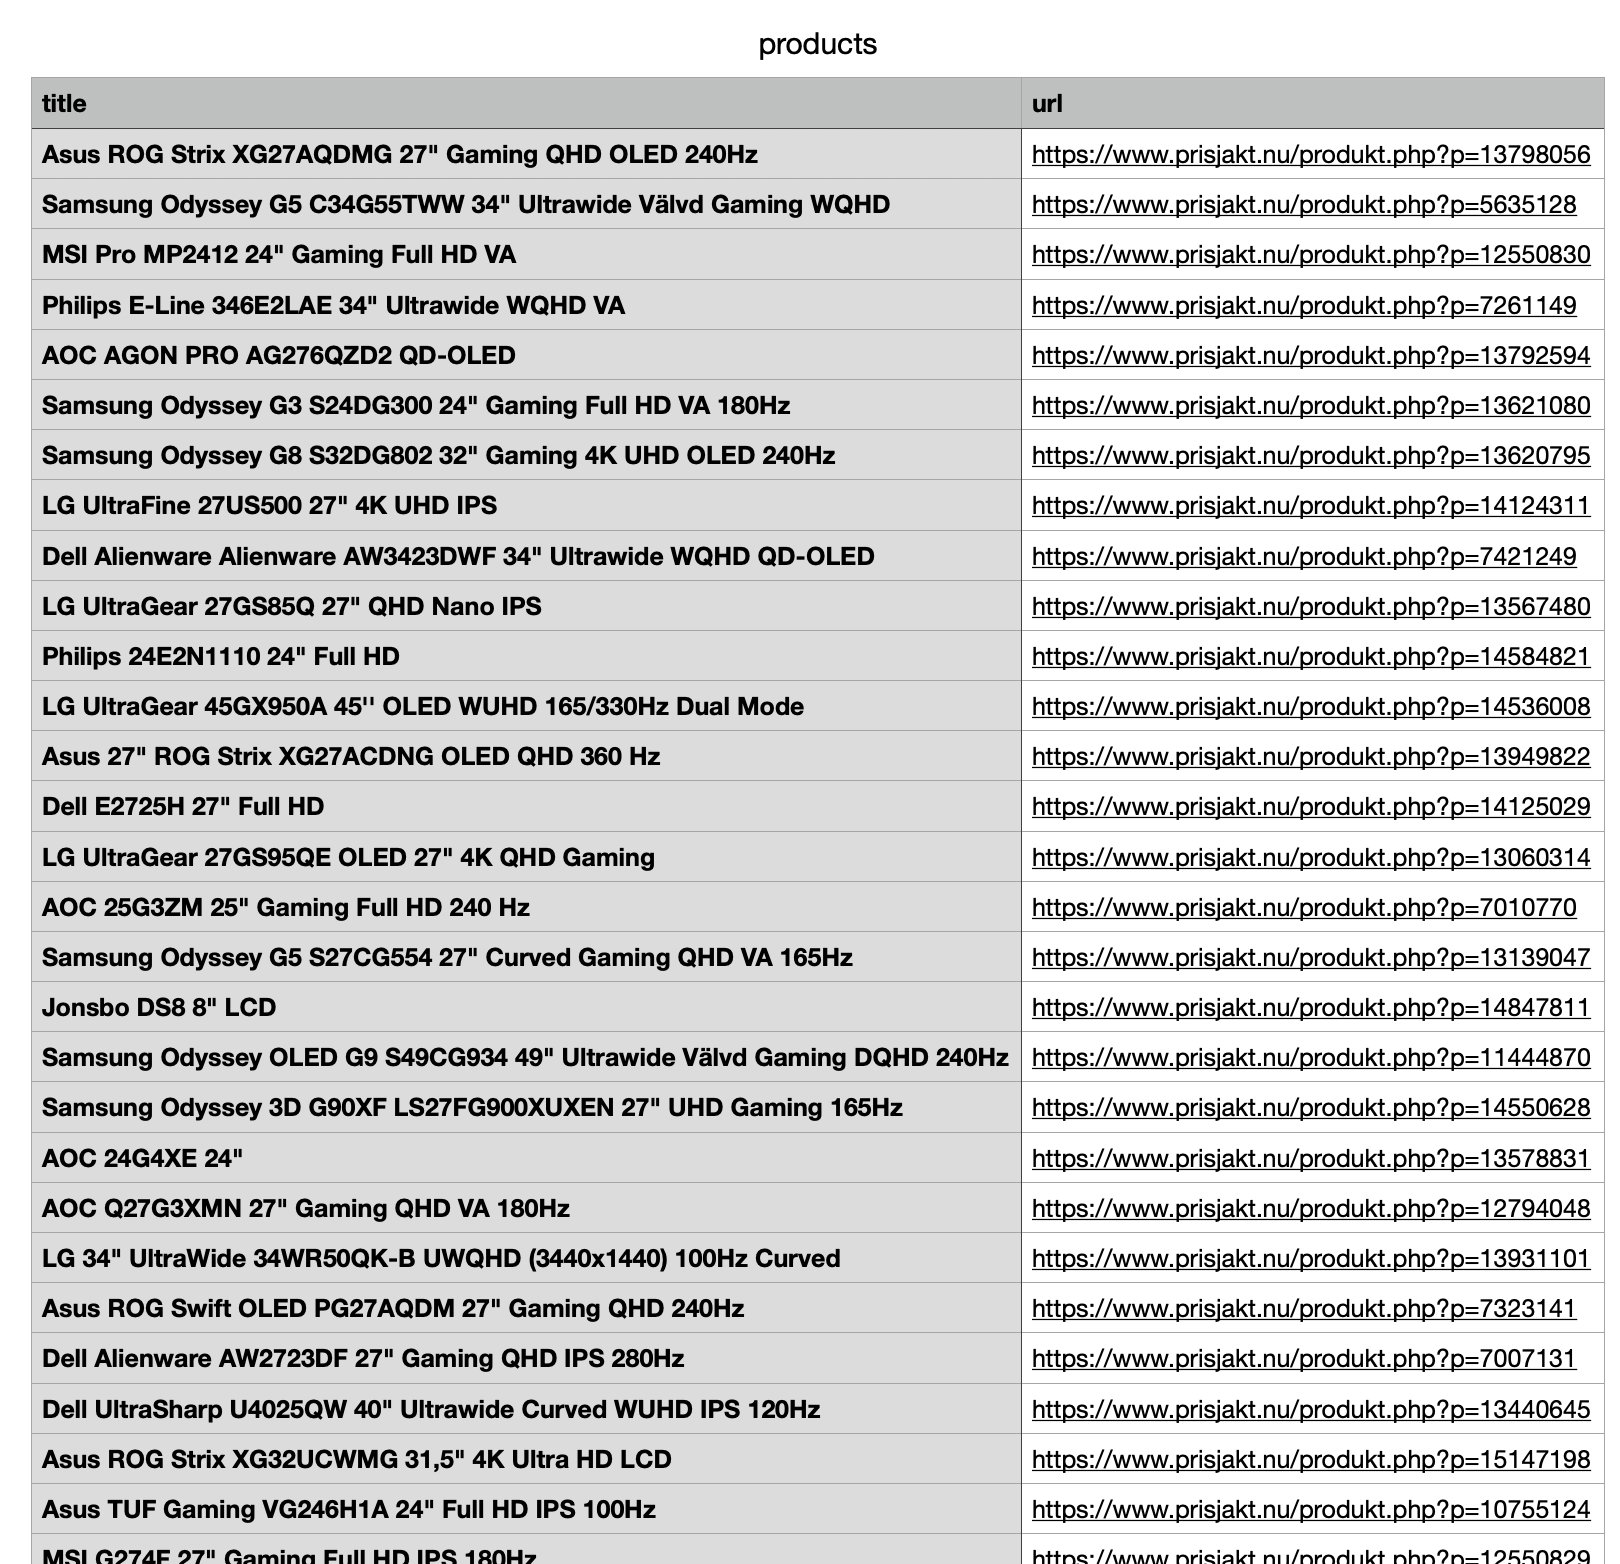 products
title url
Asus ROG Strix XG27AQDMG 27" Gaming QHD OLED 240Hz https://www.prisjakt.nu/produkt.php?p=13798056
Samsung Odyssey G5 C34G55TWW 34" Ultrawide Välvd Gaming WQHD https://www.prisjakt.nu/produkt.php?p=5635128
MSI Pro MP2412 24" Gaming Full HD VA https://www.prisjakt.nu/produkt.php?p=12550830
Philips E-Line 346E2LAE 34" Ultrawide WQHD VA https://www.prisjakt.nu/produkt.php?p=7261149
AOC AGON PRO AG276QZD2 QD-OLED https://www.prisjakt.nu/produkt.php?p=13792594
Samsung Odyssey G3 S24DG300 24" Gaming Full HD VA 180Hz https://www.prisjakt.nu/produkt.php?p=13621080
Samsung Odyssey G8 S32DG802 32" Gaming 4K UHD OLED 240Hz https://www.prisjakt.nu/produkt.php?p=13620795
LG UltraFine 27US500 27" 4K UHD IPS https://www.prisjakt.nu/produkt.php?p=14124311
Dell Alienware Alienware AW3423DWF 34" Ultrawide WQHD QD-OLED https://www.prisjakt.nu/produkt.php?p=7421249
LG UltraGear 27GS85Q 27" QHD Nano IPS https://www.prisjakt.nu/produkt.php?p=13567480
Philips 24E2N1110 24" Full HD https://www.prisjakt.nu/produkt.php?p=14584821
LG UltraGear 45GX950A 45'' OLED WUHD 165/330Hz Dual Mode https://www.prisjakt.nu/produkt.php?p=14536008
Asus 27" ROG Strix XG27ACDNG OLED QHD 360 Hz https://www.prisjakt.nu/produkt.php?p=13949822
Dell E2725H 27" Full HD https://www.prisjakt.nu/produkt.php?p=14125029
LG UltraGear 27GS95QE OLED 27" 4K QHD Gaming https://www.prisjakt.nu/produkt.php?p=13060314
AOC 25G3ZM 25" Gaming Full HD 240 Hz https://www.prisjakt.nu/produkt.php?p=7010770
Samsung Odyssey G5 S27CG554 27" Curved Gaming QHD VA 165Hz https://www.prisjakt.nu/produkt.php?p=13139047
Jonsbo DS8 8" LCD https://www.prisjakt.nu/produkt.php?p=14847811
Samsung Odyssey OLED G9 S49CG934 49" Ultrawide Välvd Gaming DQHD 240Hz https://www.prisjakt.nu/produkt.php?p=11444870
Samsung Odyssey 3D G90XF LS27FG900XUXEN 27" UHD Gaming 165Hz https://www.prisjakt.nu/produkt.php?p=14550628
AOC 24G4XE 24" https://www.prisjakt.nu/produkt.php?p=13578831
AOC Q27G3XMN 27" Gaming QHD VA 180Hz https://www.prisjakt.nu/produkt.php?p=12794048
LG 34" UltraWide 34WR50QK-B UWQHD (3440x1440) 100Hz Curved https://www.prisjakt.nu/produkt.php?p=13931101
Asus ROG Swift OLED PG27AQDM 27" Gaming QHD 240Hz https://www.prisjakt.nu/produkt.php?p=7323141
Dell Alienware AW2723DF 27" Gaming QHD IPS 280Hz https://www.prisjakt.nu/produkt.php?p=7007131
Dell UltraSharp U4025QW 40" Ultrawide Curved WUHD IPS 120Hz https://www.prisjakt.nu/produkt.php?p=13440645
Asus ROG Strix XG32UCWMG 31,5" 4K Ultra HD LCD https://www.prisjakt.nu/produkt.php?p=15147198
Asus TUF Gaming VG246H1A 24" Full HD IPS 100Hz https://www.prisjakt.nu/produkt.php?p=10755124
MSI G274F 27" Gaming Full HD IPS 180Hz https://www.prisjakt.nu/produkt.php?p=12550829